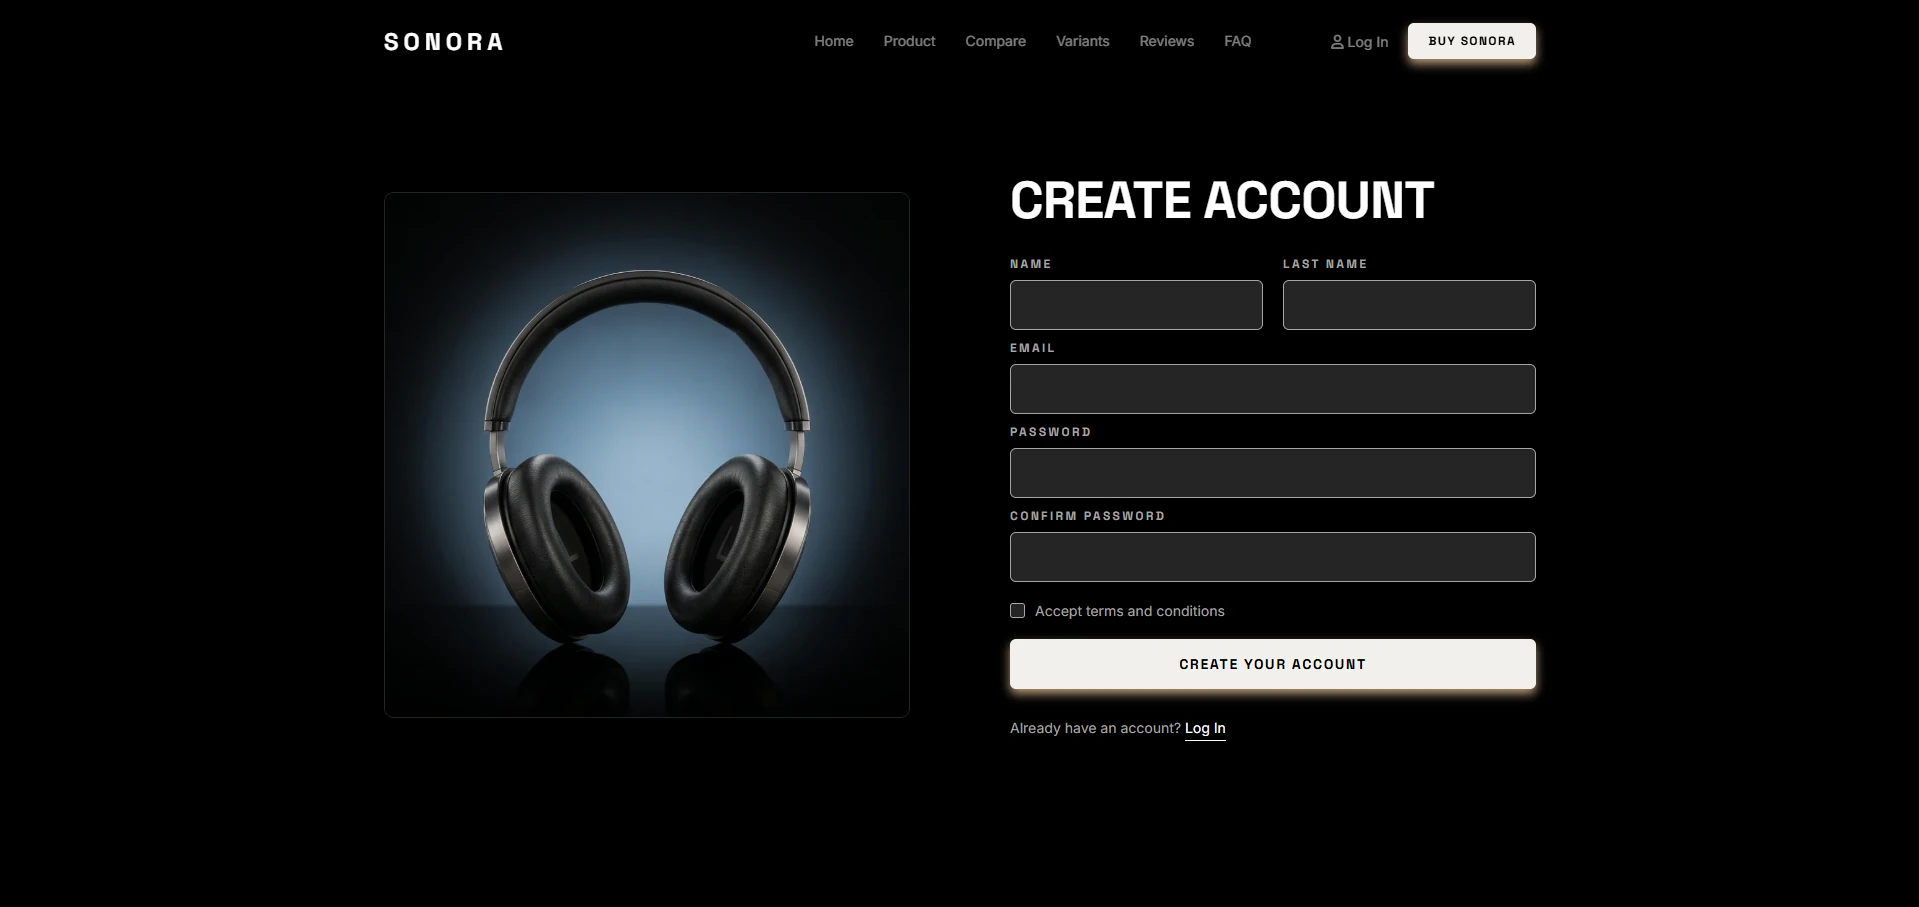 SONORA
Home Product Compare Variants Reviews FAQ Log In BUY SONORA
CREATE ACCOUNT
NAME LAST NAME
EMAIL
PASSWORD
CONFIRM PASSWORD
Accept terms and conditions
CREATE YOUR ACCOUNT
Already have an account? Log In